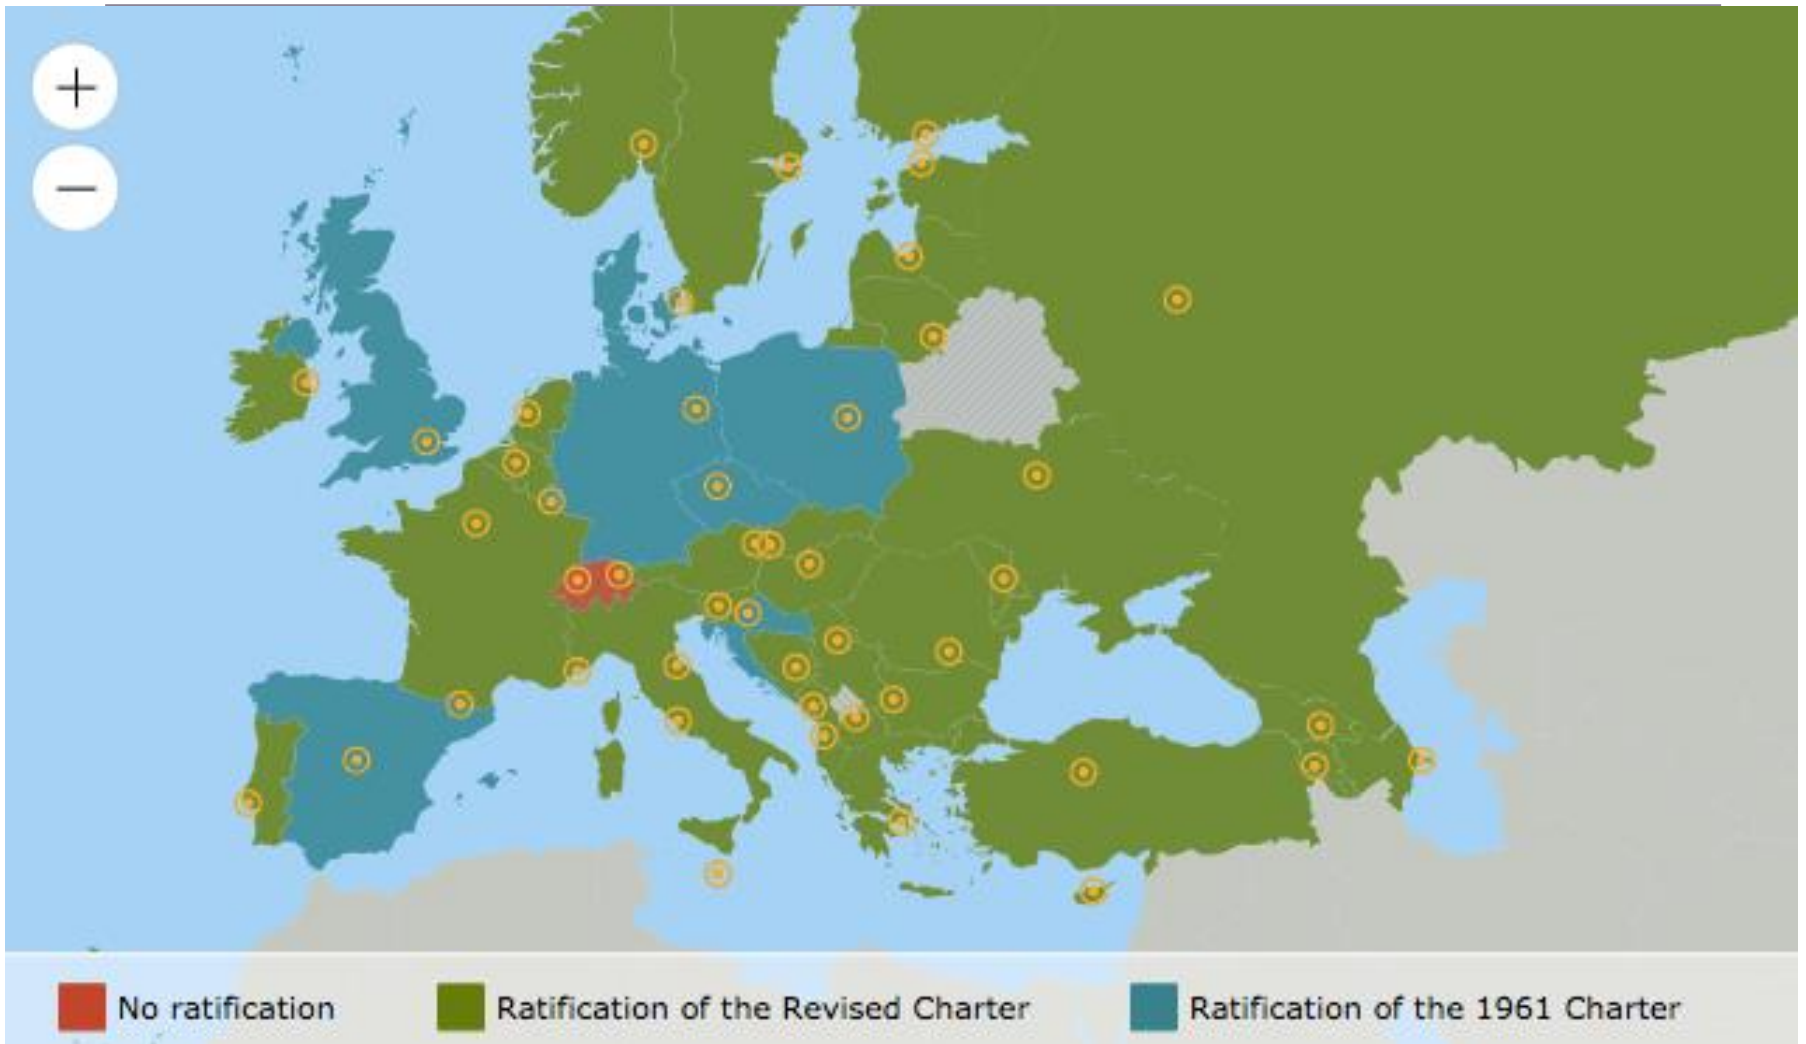 +
−
No ratification
Ratification of the Revised Charter
Ratification of the 1961 Charter